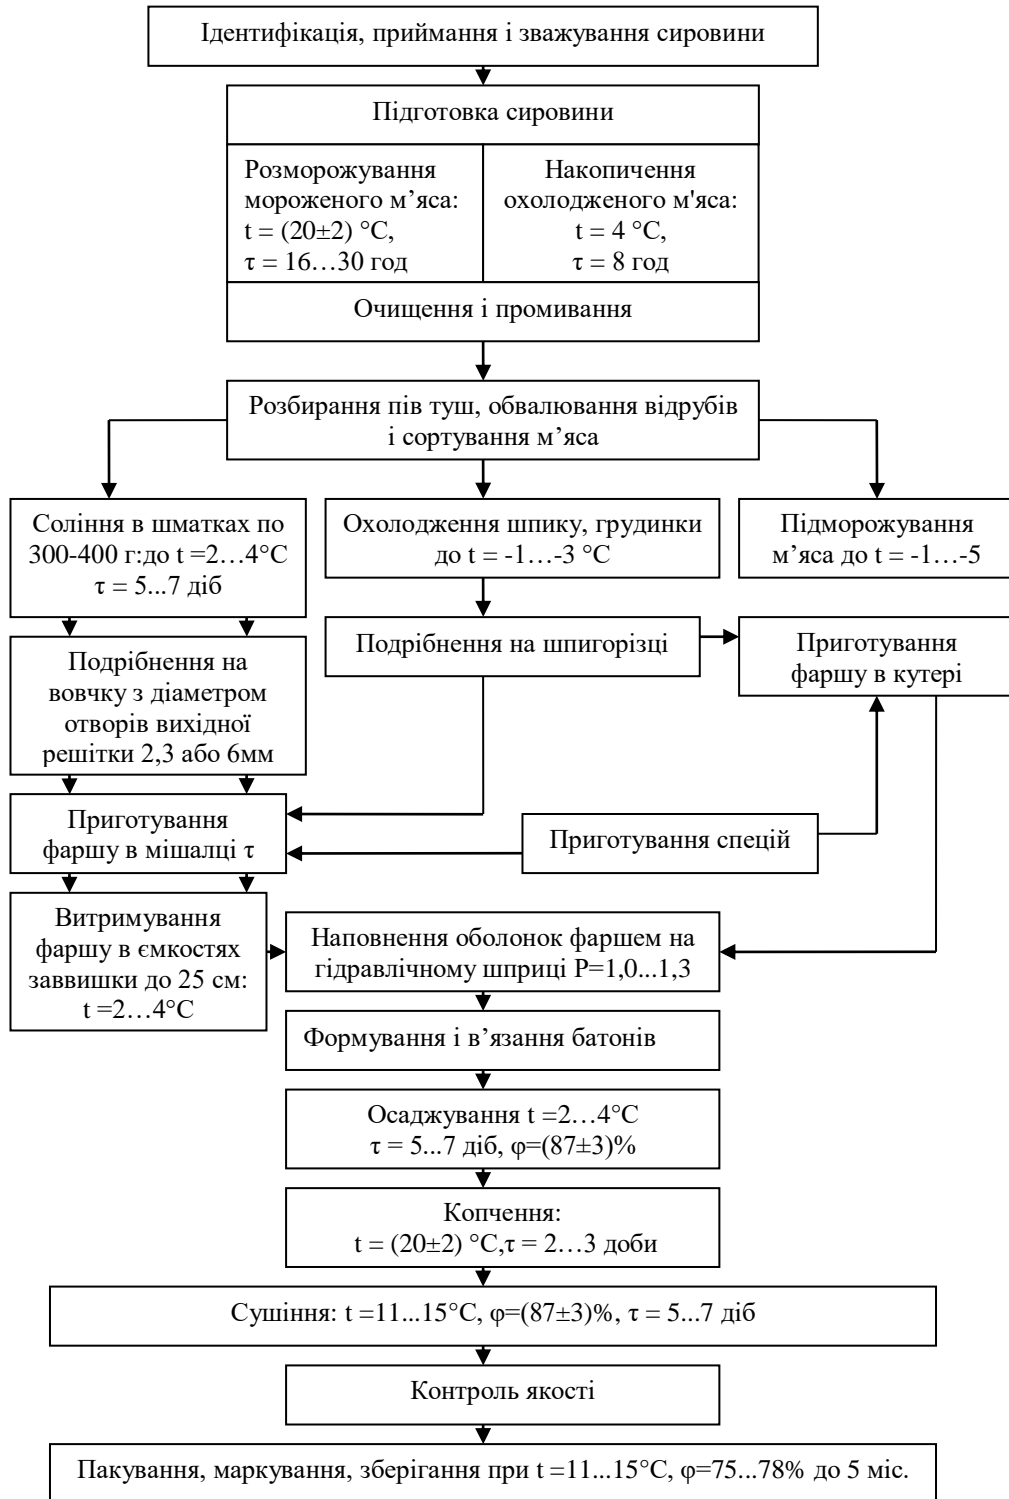 Ідентифікація, приймання і зважування сировини
Підготовка сировини
Розморожування
мороженого м’яса:
t = (20±2) °С,
τ = 16…30 год
Накопичення
охолодженого м'яса:
t = 4 °С,
τ = 8 год
Очищення і промивання
Розбирання пів туш, обвалювання відрубів
і сортування м’яса
Соління в шматках по
300-400 г:до t =2…4°С
τ = 5...7 діб
Охолодження шпику, грудинки
до t = -1…-3 °С
Підморожування
м’яса до t = -1…-5
Подрібнення на шпигорізці
Приготування
фаршу в кутері
Подрібнення на
вовчку з діаметром
отворів вихідної
решітки 2,3 або 6мм
Приготування
фаршу в мішалці τ
Приготування спецій
Витримування
фаршу в ємкостях
заввишки до 25 см:
t =2…4°С
Наповнення оболонок фаршем на
гідравлічному шприці Р=1,0...1,3
Формування і в’язання батонів
Осаджування t =2…4°С
τ = 5...7 діб, φ=(87±3)%
Копчення:
t = (20±2) °С,τ = 2…3 доби
Сушіння: t =11...15°С, φ=(87±3)%, τ = 5...7 діб
Контроль якості
Пакування, маркування, зберігання при t =11...15°С, φ=75...78% до 5 міс.